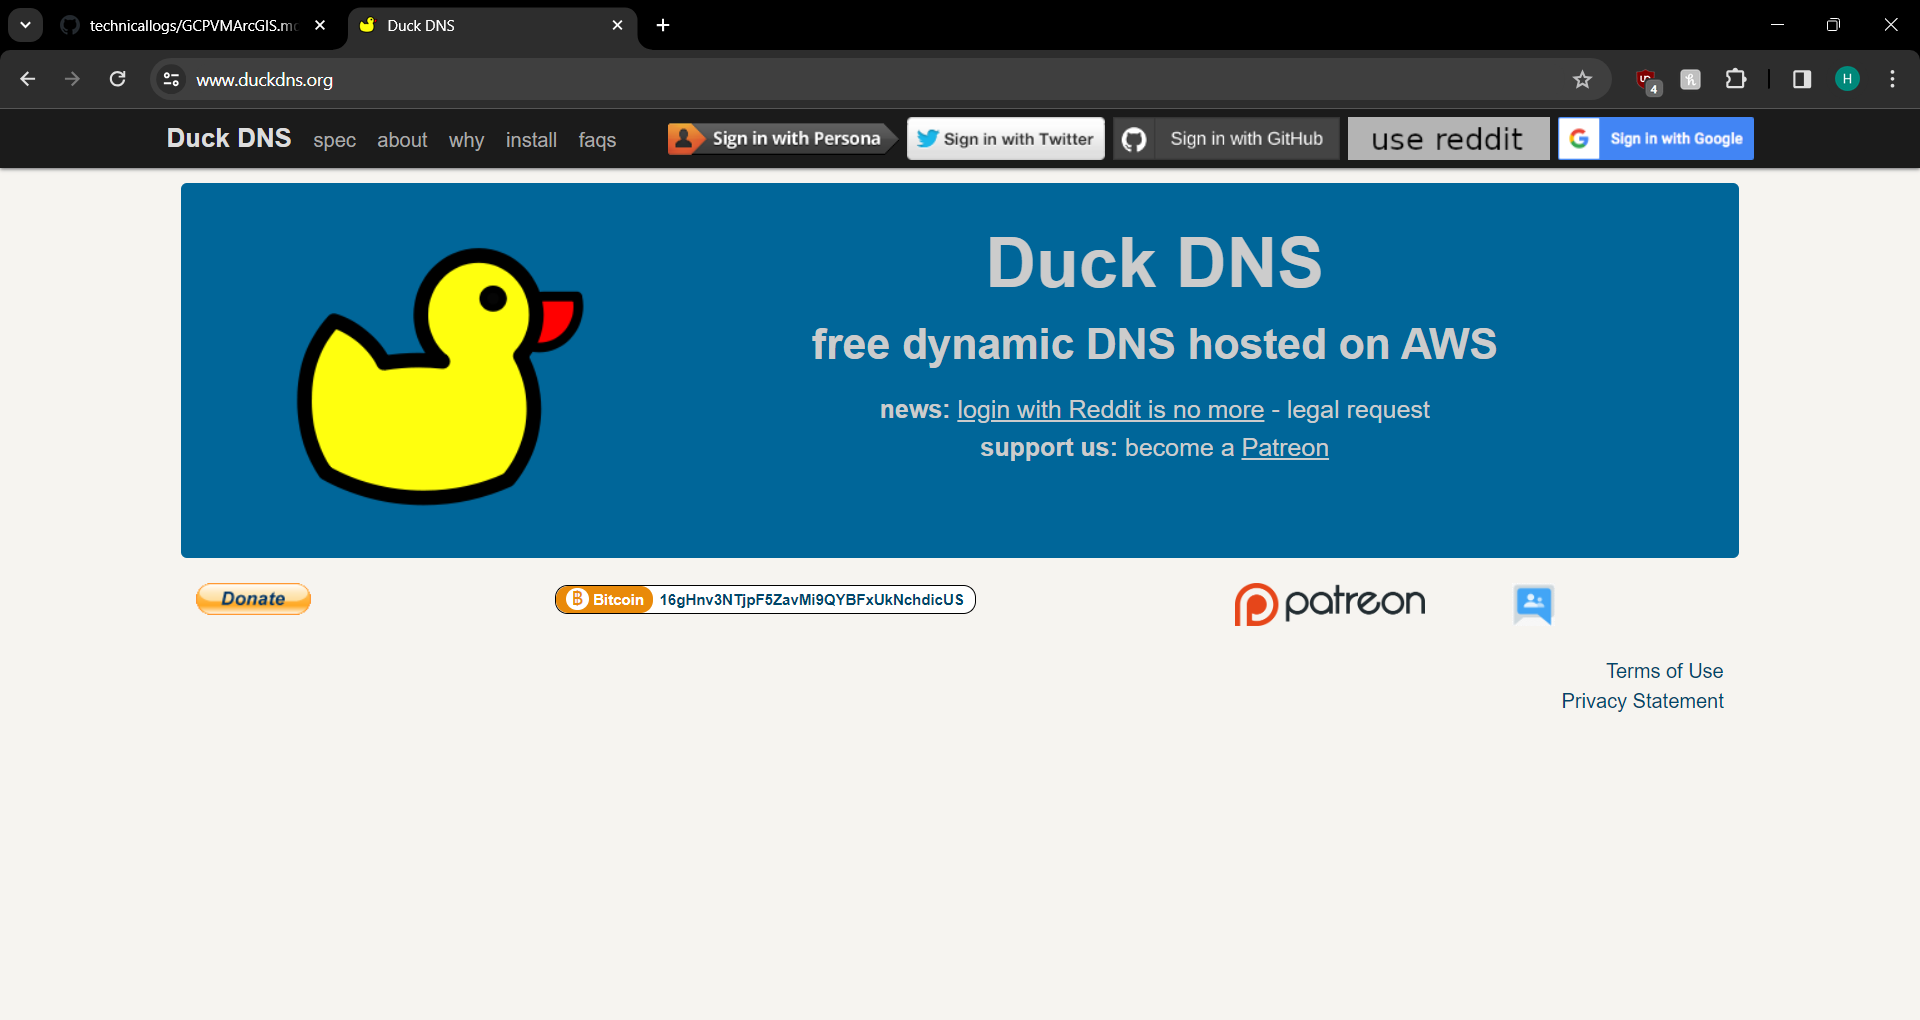 technicallogs/GCPVMArcGIS.m
Duck DNS
www.duckdns.org
4
H
Duck DNS spec about why install faqs
Sign in with Persona
Sign in with Twitter
Sign in with GitHub
use reddit
Sign in with Google
Duck DNS
free dynamic DNS hosted on AWS
news: login with Reddit is no more - legal request
support us: become a Patreon
Donate
Bitcoin 16gHnv3NTjpF5ZavMi9QYBFxUkNchdicUS
patreon
Terms of Use
Privacy Statement